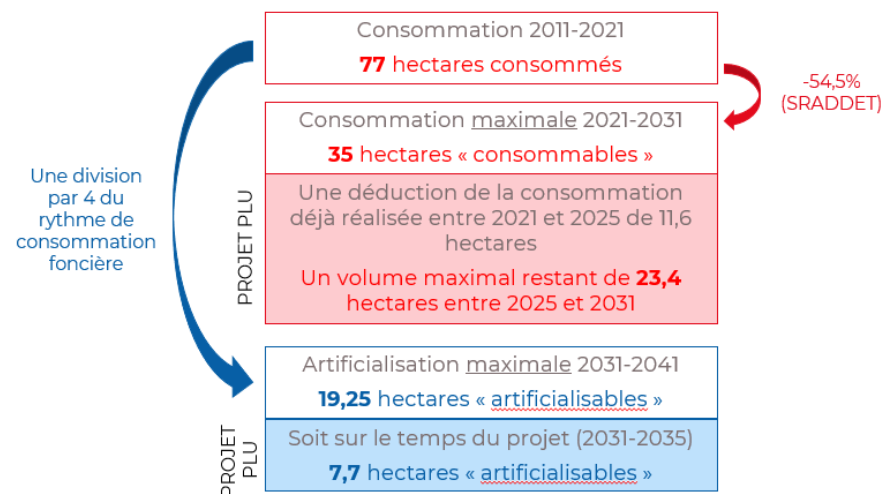 Consommation 2011-2021
77 hectares consommés
-54,5%
(SRADDET)
Consommation maximale 2021-2031
35 hectares « consommables »
Une division
par 4 du
rythme de
consommation
foncière
PROJET PLU
Une déduction de la consommation
déjà réalisée entre 2021 et 2025 de 11,6
hectares
Un volume maximal restant de 23,4
hectares entre 2025 et 2031
Artificialisation maximale 2031-2041
19,25 hectares « artificialisables »
PROJET
PLU
Soit sur le temps du projet (2031-2035)
7,7 hectares « artificialisables »